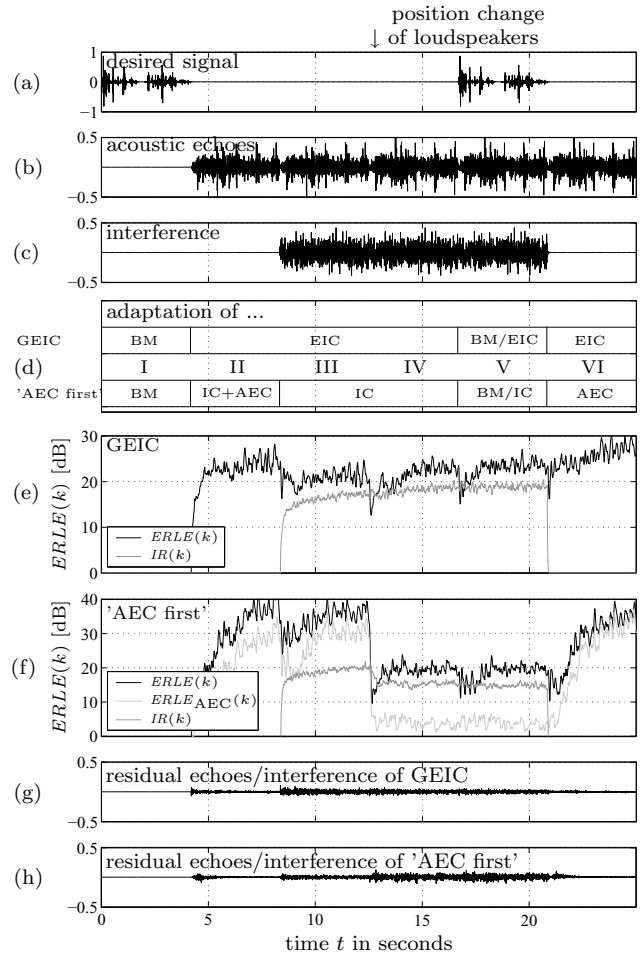 position change
↓ of loudspeakers
desired signal
(a)
1
0
−1
acoustic echoes
(b)
0.5
0
−0.5
interference
(c)
0.5
0
−0.5
adaptation of ...
GEIC BM EIC BM/EIC EIC
(d) I II III IV V VI
'AEC first' BM IC+AEC IC BM/IC AEC
(e)
ERLE(k) [dB]
30
20
10
0
GEIC
ERLE(k)
IR(k)
(f)
ERLE(k) [dB]
40
30
20
10
0
'AEC first'
ERLE(k)
ERLE_AEC(k)
IR(k)
(g)
0.5
0
−0.5
residual echoes/interference of GEIC
(h)
0.5
0
−0.5
residual echoes/interference of 'AEC first'
0 5 10 15 20
time t in seconds